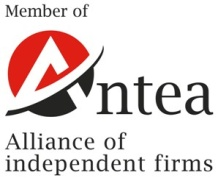 Member of
Antea
Alliance of
independent firms